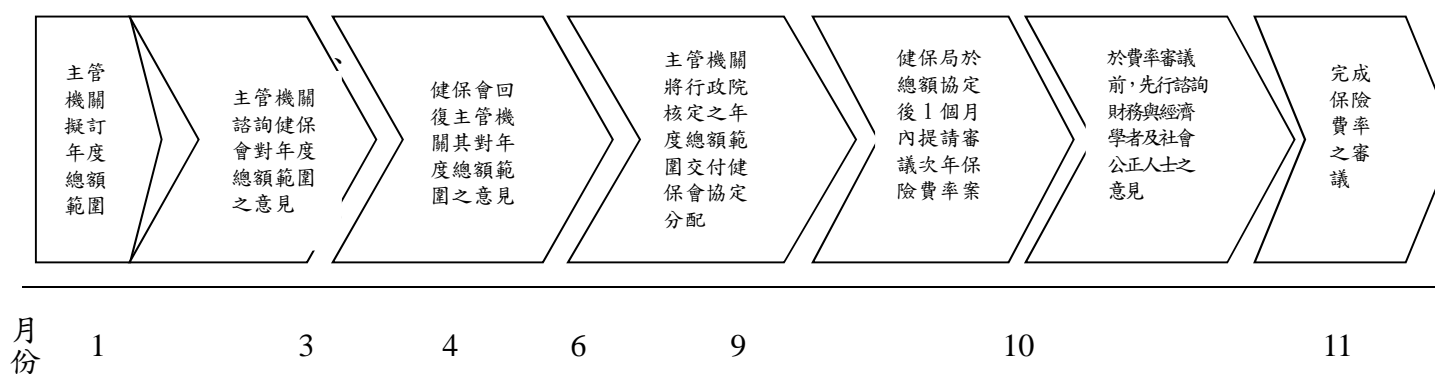 主管
機關
擬訂
年度
總額
範圍
主管機關
諮詢健保
會對年度
總額範圍
之意見
健保會回
復主管機
關其對年
度總額範
圍之意見
主管機關
將行政院
核定之年
度總額範
圍交付健
保會協定
分配
健保局於
總額協定
後1個月
內提請審
議次年保
險費率案
於費率審議
前,先行諮詢
財務與經濟
學者及社會
公正人士之
意見
完成
保險
費率
之審
議
月份 1 3 4 6 9 10 11